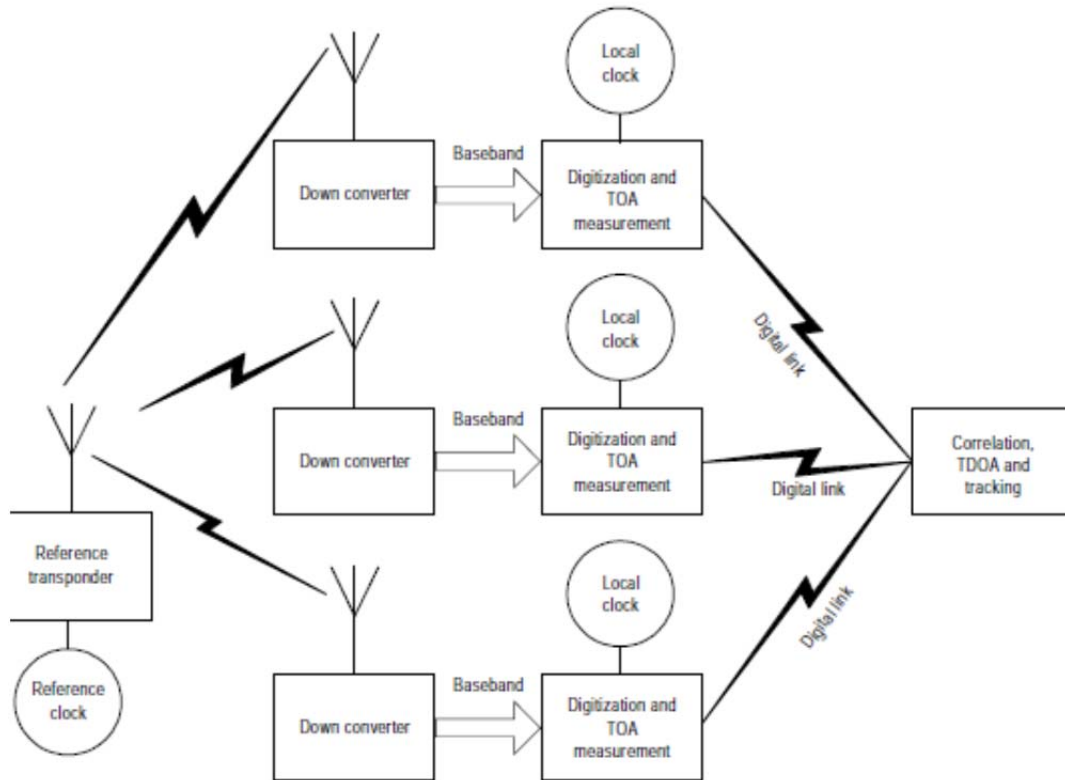 Local
clock
Baseband
Down converter
Digitization and
TOA
measurement
Digital link
Local
clock
Baseband
Down converter
Digitization and
TOA
measurement
Digital link
Correlation,
TDOA and
tracking
Reference
transponder
Reference
clock
Local
clock
Baseband
Down converter
Digitization and
TOA
measurement
Digital link